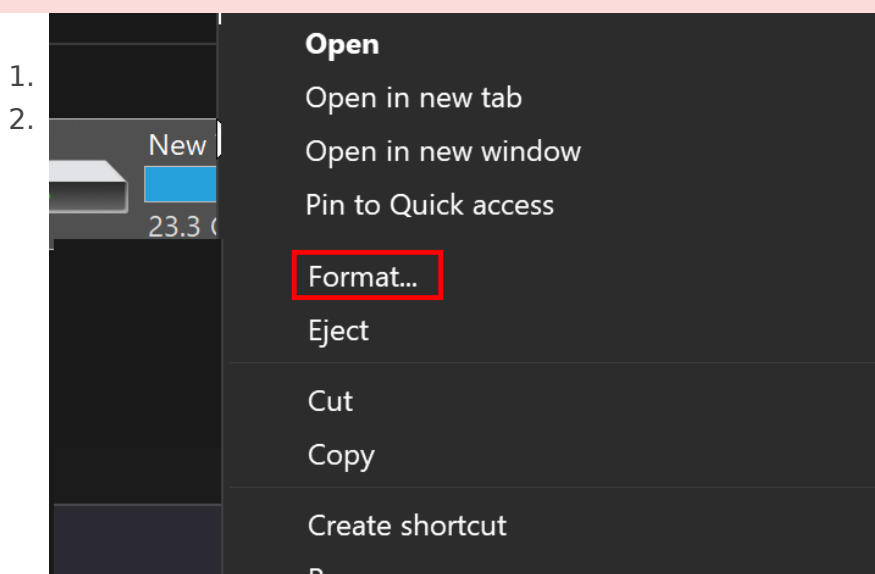 1.
2.
New
23.3
Open
Open in new tab
Open in new window
Pin to Quick access
Format...
Eject
Cut
Copy
Create shortcut